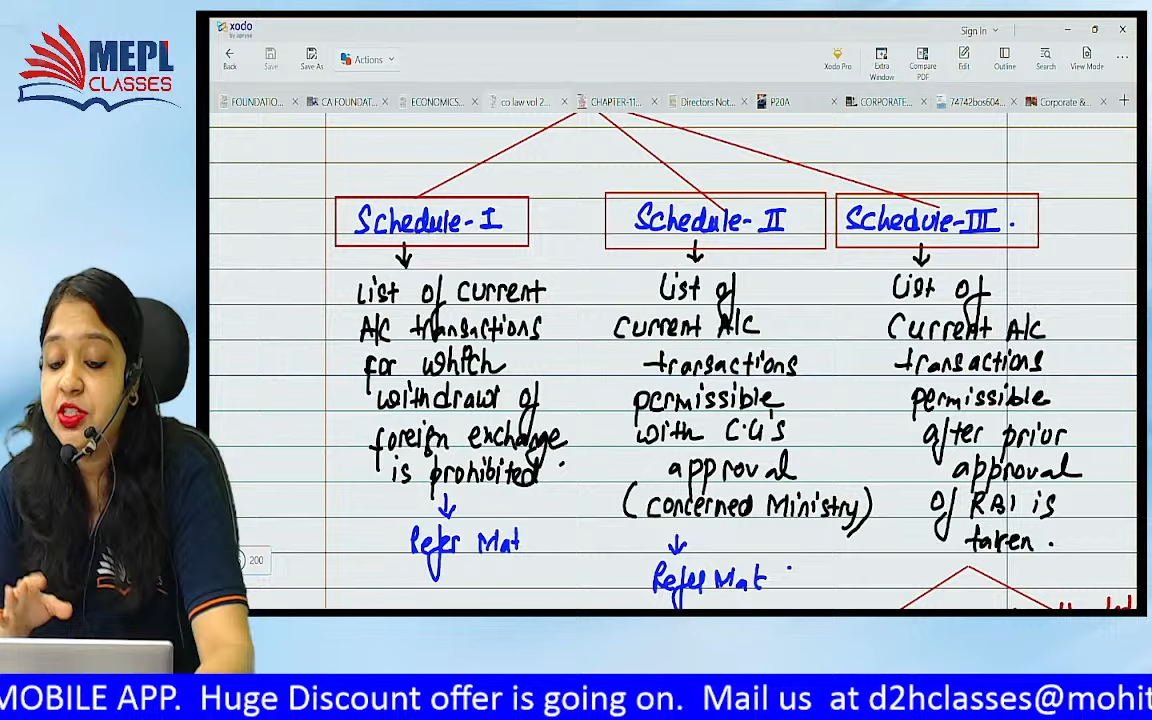 MEPL
CLASSES
xodo
by apryse
Sign In
Back
Save
Save As
Actions
Xodo Pro
Extra Window
Compare PDF
Edit
Outline
Search
View Mode
FOUNDATIO...
CA FOUNDAT...
ECONOMICS...
co law vol 2...
CHAPTER-11...
Directors Not...
P20A
CORPORATE...
74742bos604...
Corporate &...
Schedule-I
List of current
A/C transactions
for which
withdrawl of
foreign exchange
is prohibited.
Refer Mat
Schedule-II
List of
Current A/C
transactions
permissible
with C.G's
approval
(Concerned Ministry)
Refer Mat
Schedule-III.
List of
Current A/C
transactions
permissible
after prior
approval
of RBI is
taken.
200
MOBILE APP. Huge Discount offer is going on. Mail us at d2hclasses@mohit